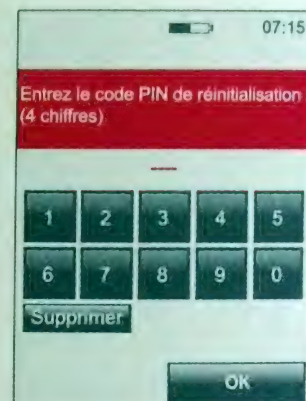 07:15
Entrez le code PIN de réinitialisation
(4 chiffres)
1 2 3 4 5
6 7 8 9 0
Supprimer
OK